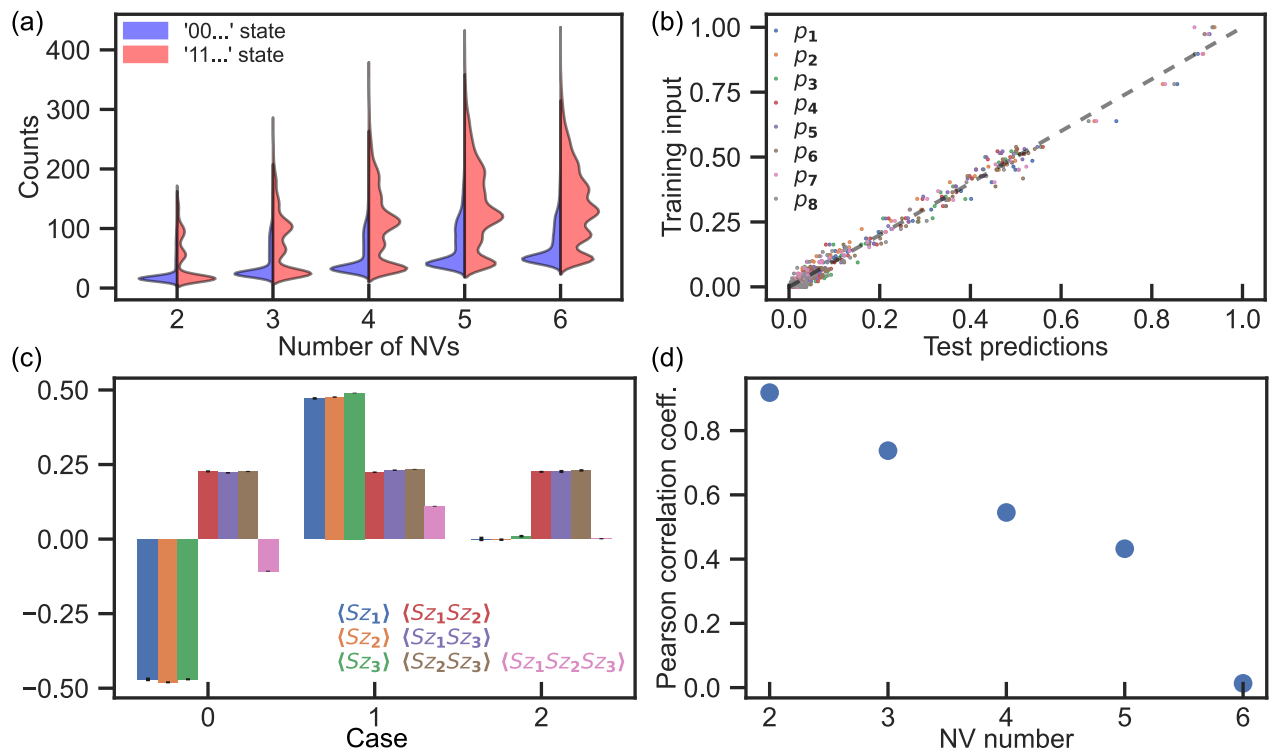 (a)
'00...' state
'11...' state
Counts
400
300
200
100
0
2 3 4 5 6
Number of NVs
(b)
p1
p2
p3
p4
p5
p6
p7
p8
Training input
1.00
0.75
0.50
0.25
0.00
0.0 0.2 0.4 0.6 0.8 1.0
Test predictions
(c)
0.50
0.25
0.00
−0.25
−0.50
⟨Sz1⟩ ⟨Sz1Sz2⟩
⟨Sz2⟩ ⟨Sz1Sz3⟩
⟨Sz3⟩ ⟨Sz2Sz3⟩ ⟨Sz1Sz2Sz3⟩
0 1 2
Case
(d)
Pearson correlation coeff.
0.8
0.6
0.4
0.2
0.0
2 3 4 5 6
NV number